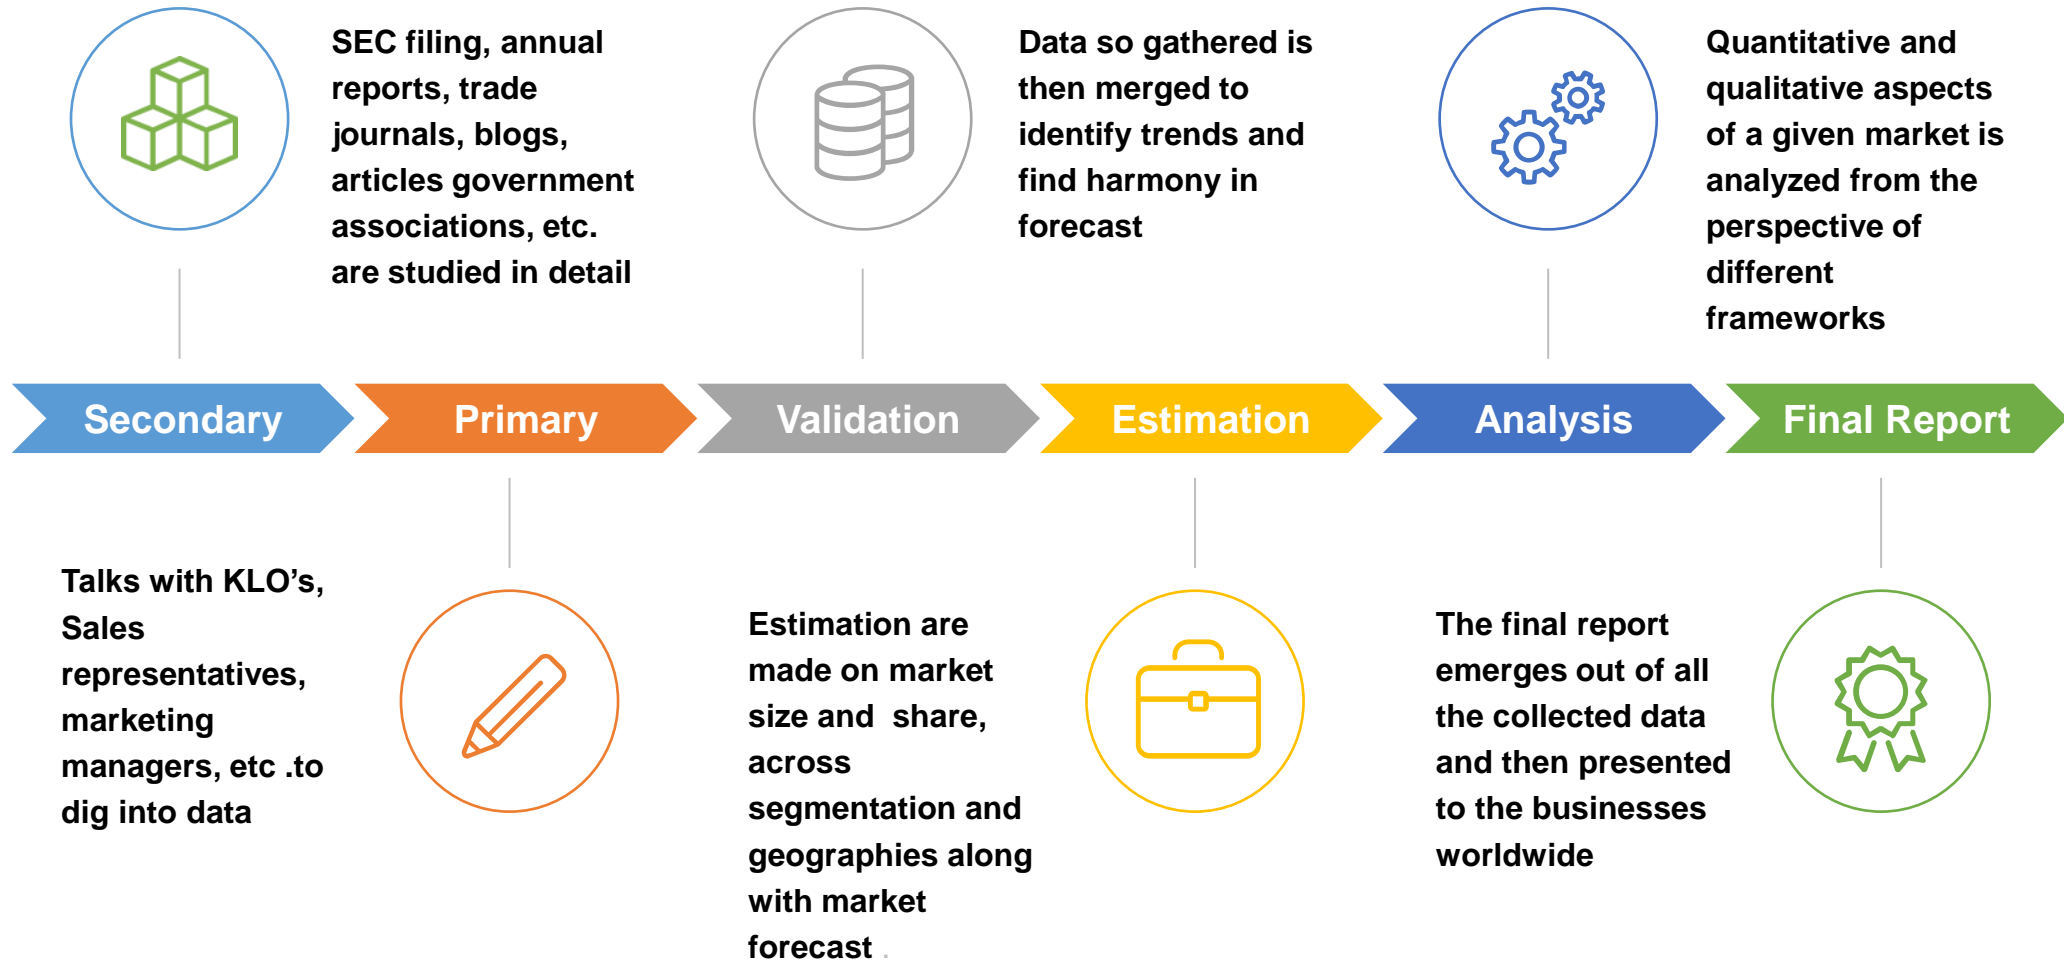 SEC filing, annual
reports, trade
journals, blogs,
articles government
associations, etc.
are studied in detail
Data so gathered is
then merged to
identify trends and
find harmony in
forecast
Quantitative and
qualitative aspects
of a given market is
analyzed from the
perspective of
different
frameworks
Secondary
Primary
Validation
Estimation
Analysis
Final Report
Talks with KLO’s,
Sales
representatives,
marketing
managers, etc .to
dig into data
Estimation are
made on market
size and  share,
across
segmentation and
geographies along
with market
forecast .
The final report
emerges out of all
the collected data
and then presented
to the businesses
worldwide